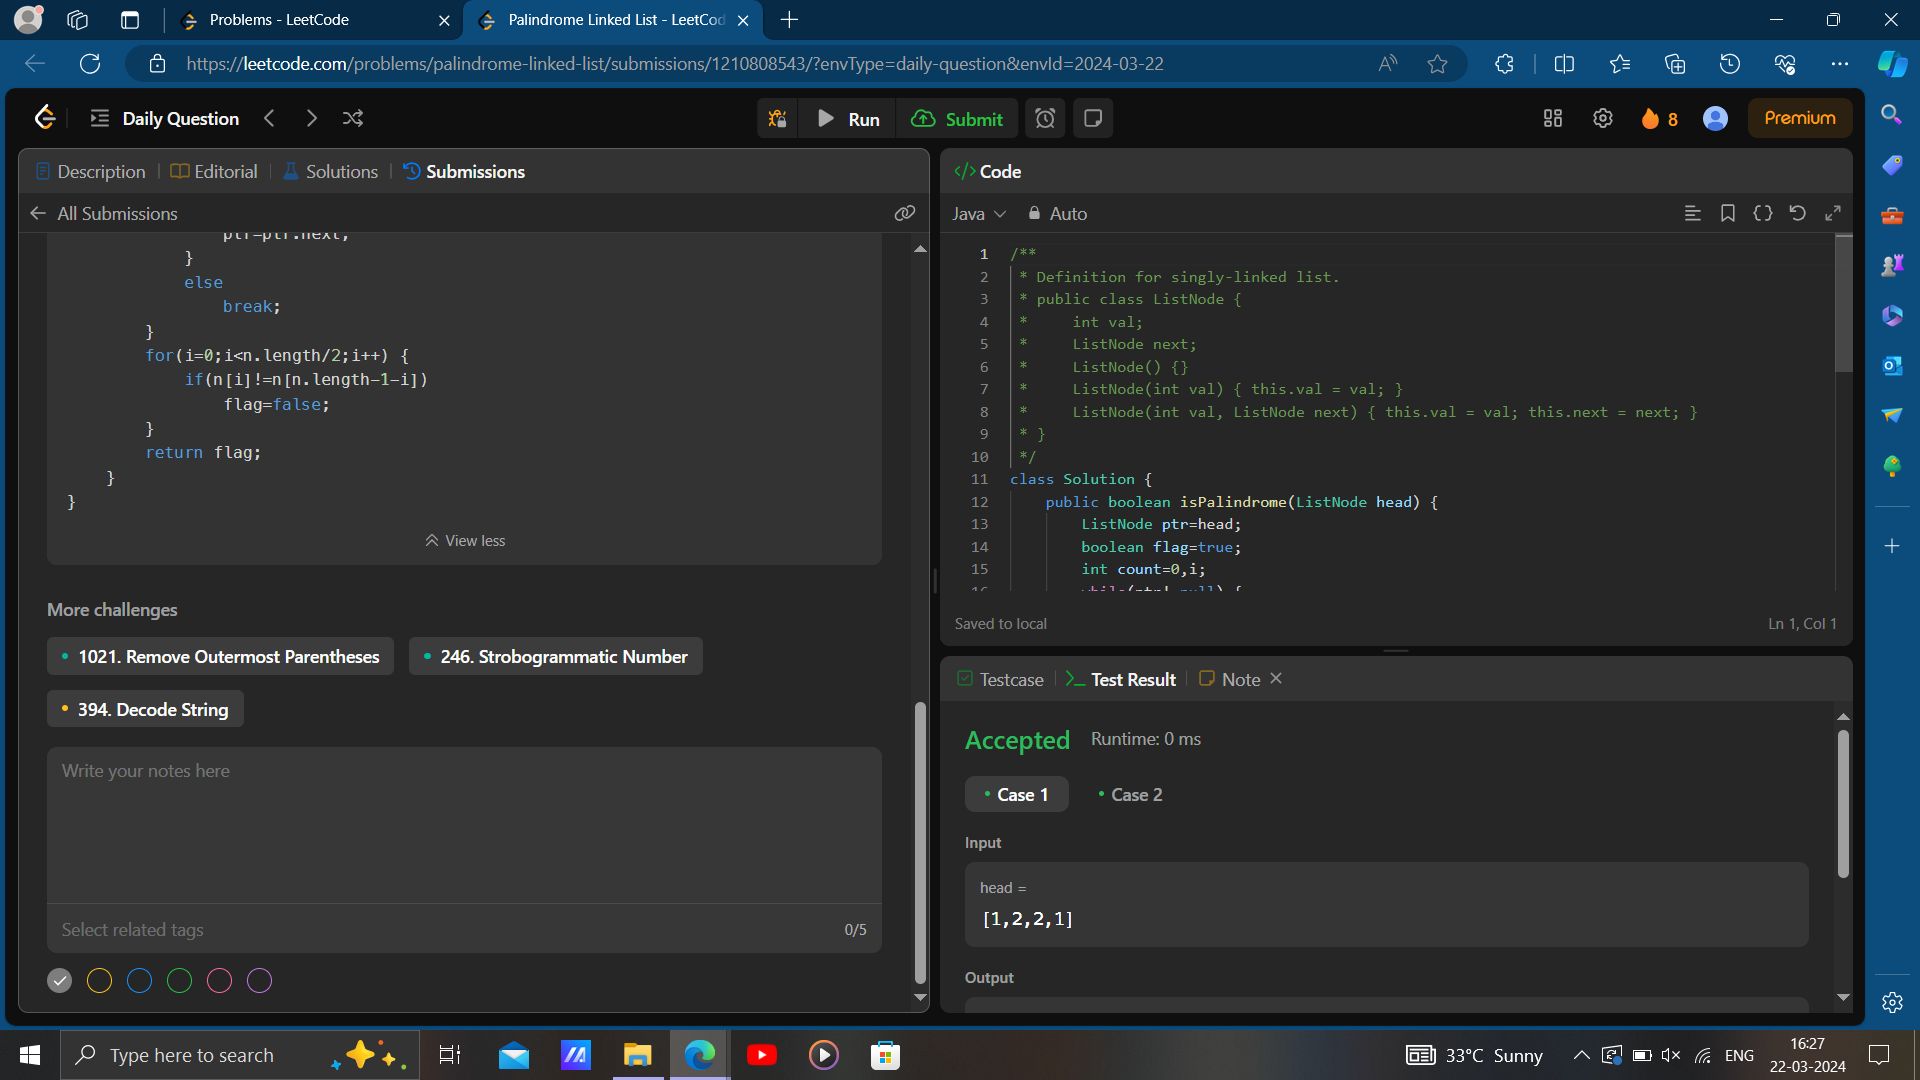 Problems - LeetCode
Palindrome Linked List - LeetCod
https://leetcode.com/problems/palindrome-linked-list/submissions/1210808543/?envType=daily-question&envId=2024-03-22
Daily Question
Run
Submit
8
Premium
Description
Editorial
Solutions
Submissions
All Submissions
ptr=ptr.next;
}
else
break;
}
for(i=0;i<n.length/2;i++) {
if(n[i]!=n[n.length-1-i])
flag=false;
}
return flag;
}
}
View less
More challenges
1021. Remove Outermost Parentheses
246. Strobogrammatic Number
394. Decode String
Write your notes here
Select related tags
0/5
</> Code
Java
Auto
1 /**
2 * Definition for singly-linked list.
3 * public class ListNode {
4 *     int val;
5 *     ListNode next;
6 *     ListNode() {}
7 *     ListNode(int val) { this.val = val; }
8 *     ListNode(int val, ListNode next) { this.val = val; this.next = next; }
9 * }
10 */
11 class Solution {
12 public boolean isPalindrome(ListNode head) {
13 ListNode ptr=head;
14 boolean flag=true;
15 int count=0,i;
16 while(ptr!=null) {
Saved to local
Ln 1, Col 1
Testcase
Test Result
Note
Accepted
Runtime: 0 ms
Case 1
Case 2
Input
head =
[1,2,2,1]
Output
Type here to search
33°C Sunny
ENG
16:27
22-03-2024